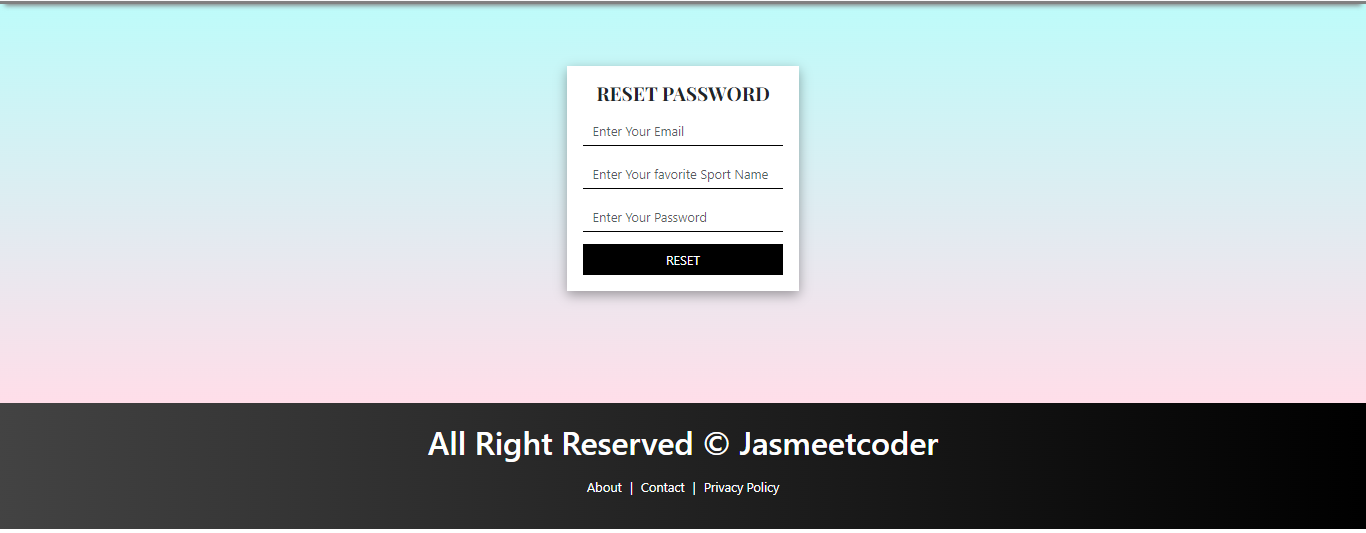 RESET PASSWORD
Enter Your Email
Enter Your favorite Sport Name
Enter Your Password
RESET
All Right Reserved © Jasmeetcoder
About | Contact | Privacy Policy